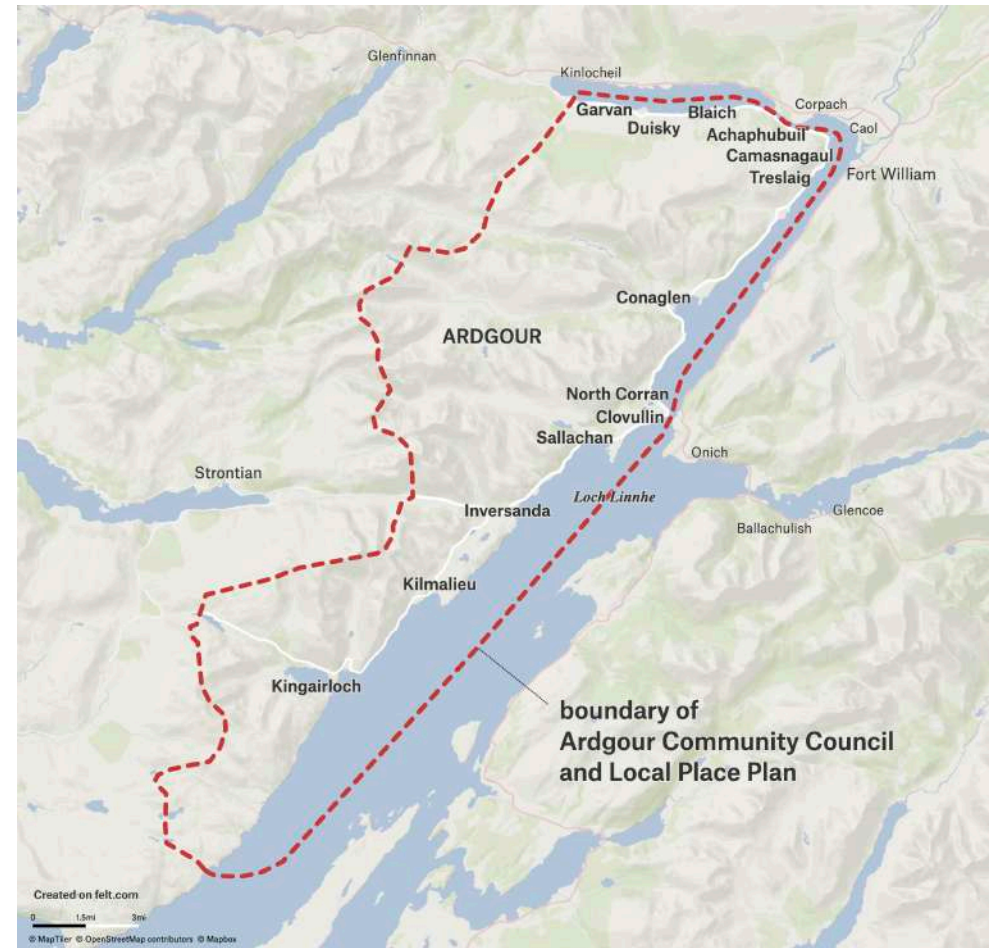 Glenfinnan
Kinlocheil
Garvan
Blaich
Corpach
Duisky
Achaphubuil
Caol
Camasnagaul
Treslaig
Fort William
Conaglen
ARDGOUR
North Corran
Clovullin
Sallachan
Onich
Strontian
Loch Linnhe
Inversanda
Glencoe
Ballachulish
Kilmalieu
Kingairloch
boundary of
Ardgour Community Council
and Local Place Plan
Created on felt.com
0 1.5mi 3mi
© MapTiler © OpenStreetMap contributors © Mapbox